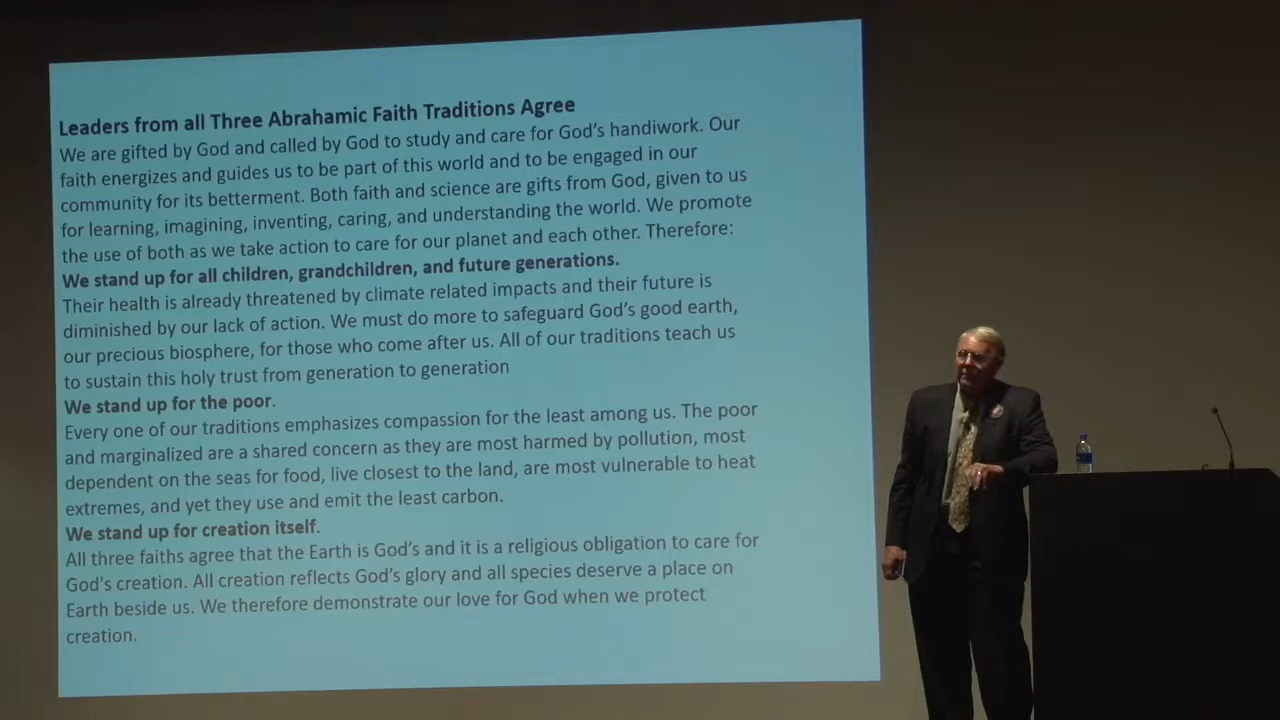 Leaders from all Three Abrahamic Faith Traditions Agree
We are gifted by God and called by God to study and care for God's handiwork. Our
faith energizes and guides us to be part of this world and to be engaged in our
community for its betterment. Both faith and science are gifts from God, given to us
for learning, imagining, inventing, caring, and understanding the world. We promote
the use of both as we take action to care for our planet and each other. Therefore:
We stand up for all children, grandchildren, and future generations.
Their health is already threatened by climate related impacts and their future is
diminished by our lack of action. We must do more to safeguard God's good earth,
our precious biosphere, for those who come after us. All of our traditions teach us
to sustain this holy trust from generation to generation
We stand up for the poor.
Every one of our traditions emphasizes compassion for the least among us. The poor
and marginalized are a shared concern as they are most harmed by pollution, most
dependent on the seas for food, live closest to the land, are most vulnerable to heat
extremes, and yet they use and emit the least carbon.
We stand up for creation itself.
All three faiths agree that the Earth is God's and it is a religious obligation to care for
God's creation. All creation reflects God's glory and all species deserve a place on
Earth beside us. We therefore demonstrate our love for God when we protect
creation.